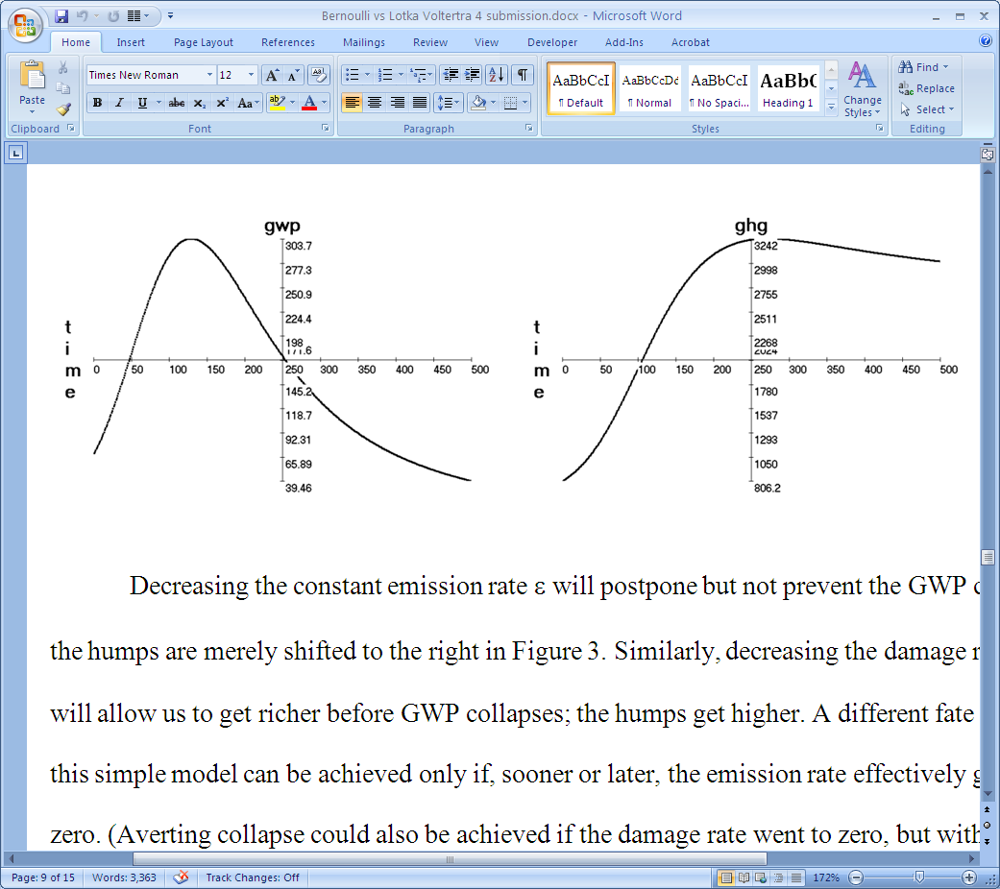 Bernoulli vs Lotka Voltertra 4 submission.docx - Microsoft Word
Home Insert Page Layout References Mailings Review View Developer Add-Ins Acrobat
Paste
Clipboard
Times New Roman 12
B I U abc x₂ x² Aa ab A
Font
Paragraph
AaBbCcI AaBbCcDd AaBbCcI AaBb(
¶ Default ¶ Normal ¶ No Spaci... Heading 1
Change Styles
Styles
Find
Replace
Select
Editing
gwp
303.7
277.3
250.9
224.4
198
171.6
time
0 50 100 150 200 250 300 350 400 450 500
145.2
118.7
92.31
65.89
39.46
ghg
3242
2998
2755
2511
2268
2024
time
0 50 100 150 200 250 300 350 400 450 500
1780
1537
1293
1050
806.2
Decreasing the constant emission rate ε will postpone but not prevent the GWP c
the humps are merely shifted to the right in Figure 3. Similarly, decreasing the damage r
will allow us to get richer before GWP collapses; the humps get higher. A different fate
this simple model can be achieved only if, sooner or later, the emission rate effectively g
zero. (Averting collapse could also be achieved if the damage rate went to zero, but with
Page: 9 of 15 Words: 3,363 Track Changes: Off 172%